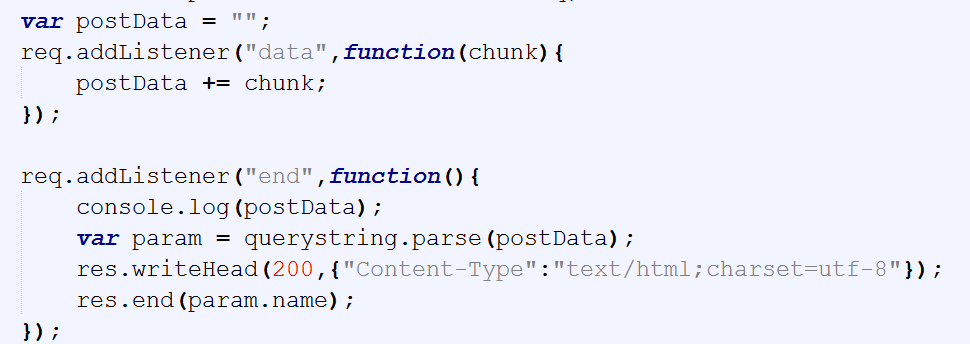 var postData = "";
req.addListener("data",function(chunk){
    postData += chunk;
});

req.addListener("end",function(){
    console.log(postData);
    var param = querystring.parse(postData);
    res.writeHead(200,{"Content-Type":"text/html;charset=utf-8"});
    res.end(param.name);
});